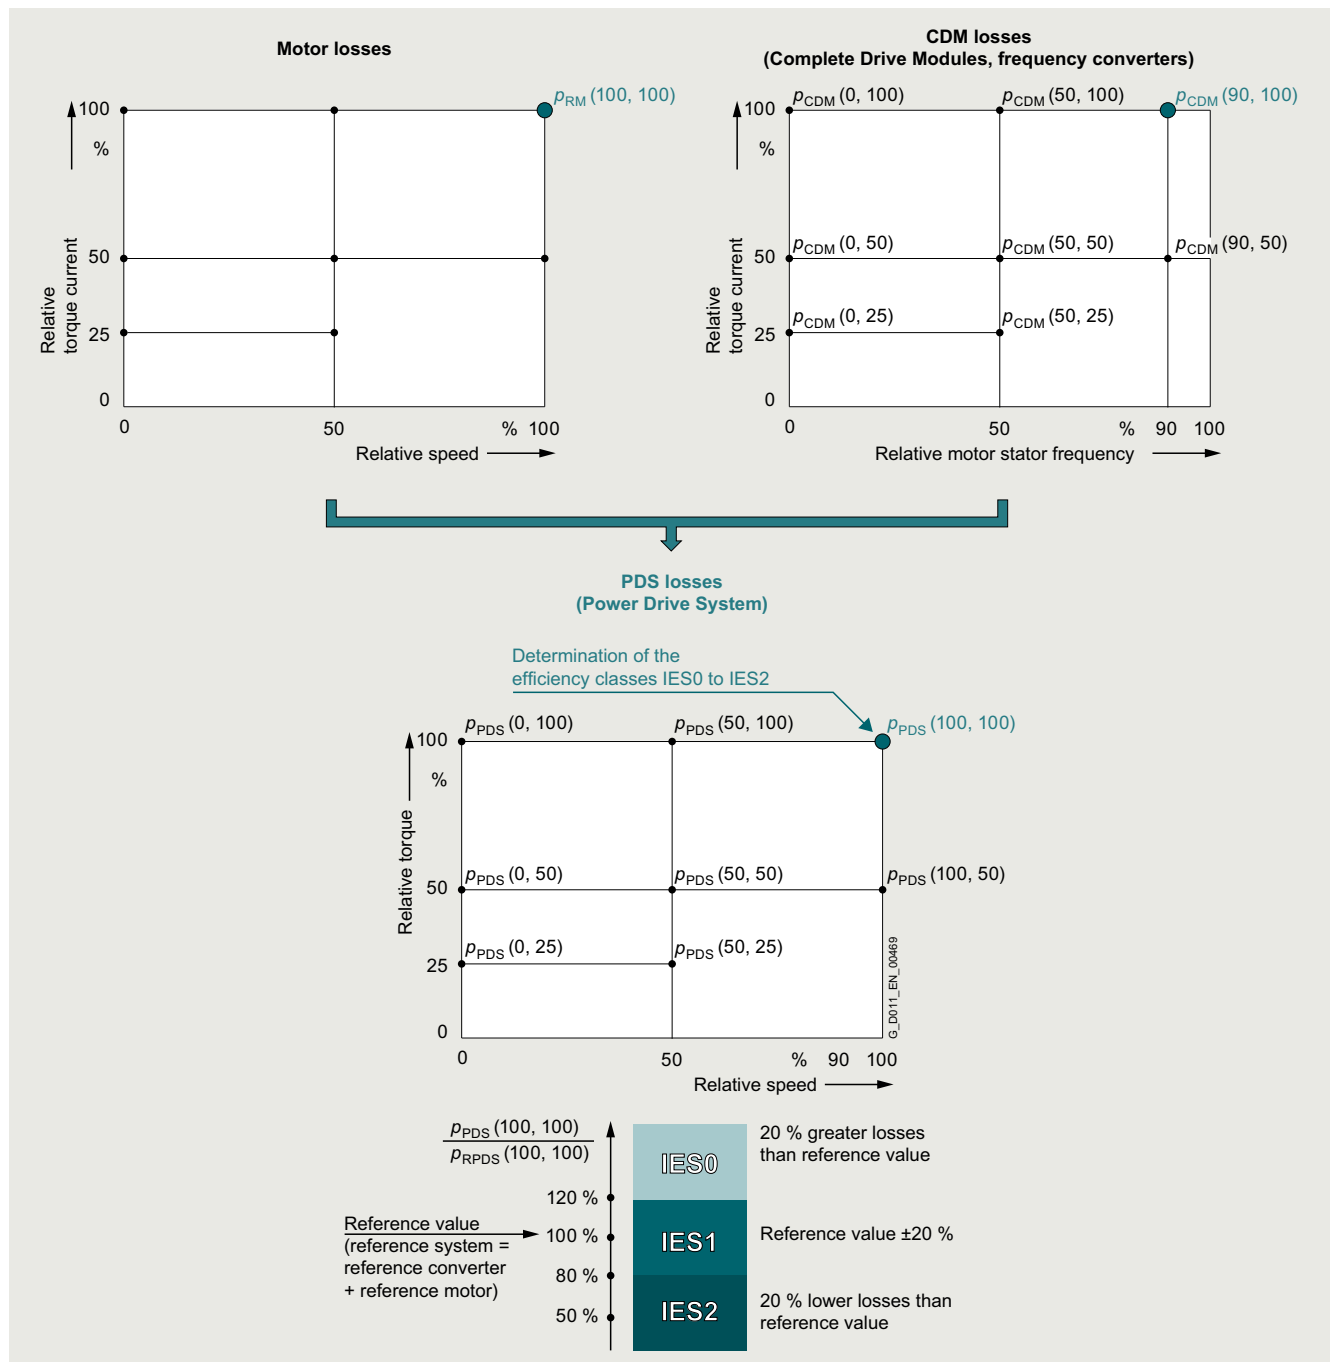 Motor losses
pRM (100, 100)
100
%
50
25
0
Relative
torque current
0 50 % 100
Relative speed
CDM losses
(Complete Drive Modules, frequency converters)
pCDM (0, 100) pCDM (50, 100) pCDM (90, 100)
100
%
pCDM (0, 50) pCDM (50, 50) pCDM (90, 50)
50
pCDM (0, 25) pCDM (50, 25)
25
0
Relative
torque current
0 50 % 90 100
Relative motor stator frequency
PDS losses
(Power Drive System)
Determination of the
efficiency classes IES0 to IES2
pPDS (0, 100) pPDS (50, 100) pPDS (100, 100)
100
%
pPDS (0, 50) pPDS (50, 50) pPDS (100, 50)
50
pPDS (0, 25) pPDS (50, 25)
25
0
Relative torque
G_D011_EN_00469
0 50 % 90 100
Relative speed
pPDS (100, 100)
pRPDS (100, 100)
120 %
100 %
80 %
50 %
Reference value
(reference system =
reference converter
+ reference motor)
IES0
20 % greater losses
than reference value
IES1
Reference value ±20 %
IES2
20 % lower losses than
reference value